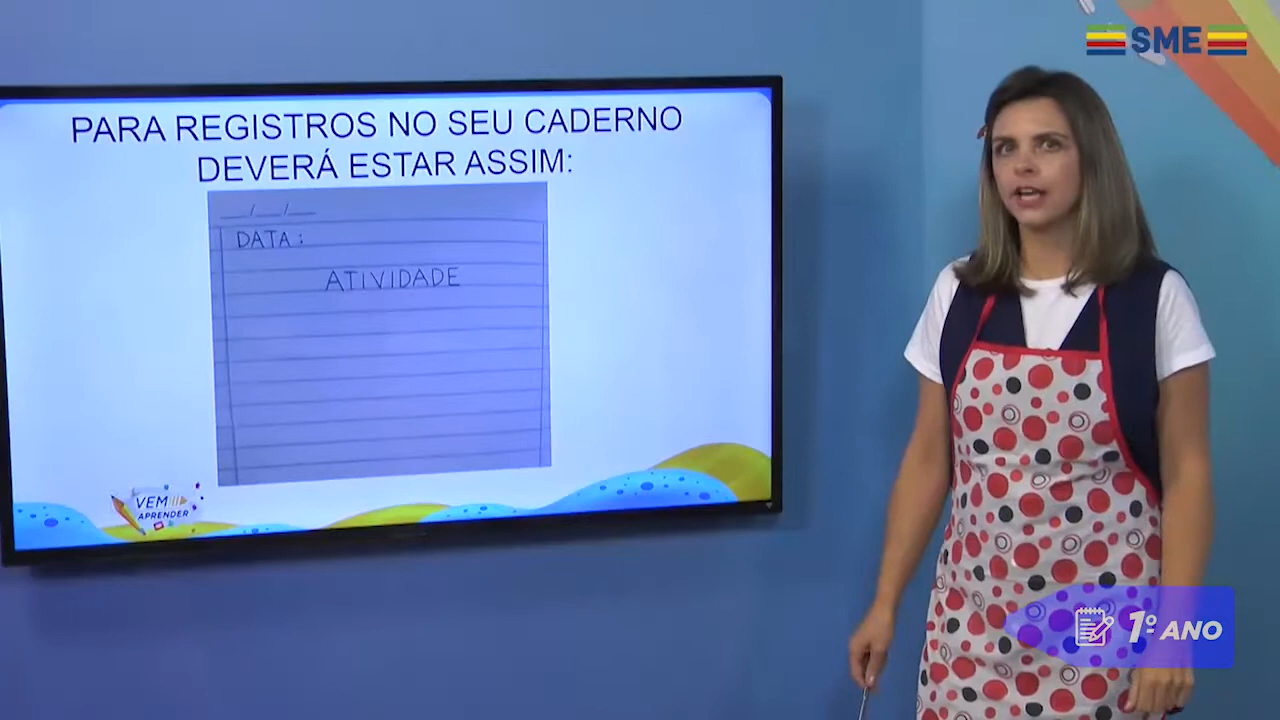 SME
PARA REGISTROS NO SEU CADERNO
DEVERÁ ESTAR ASSIM:
__/__/__
DATA:
ATIVIDADE
VEM
APRENDER
1º ANO